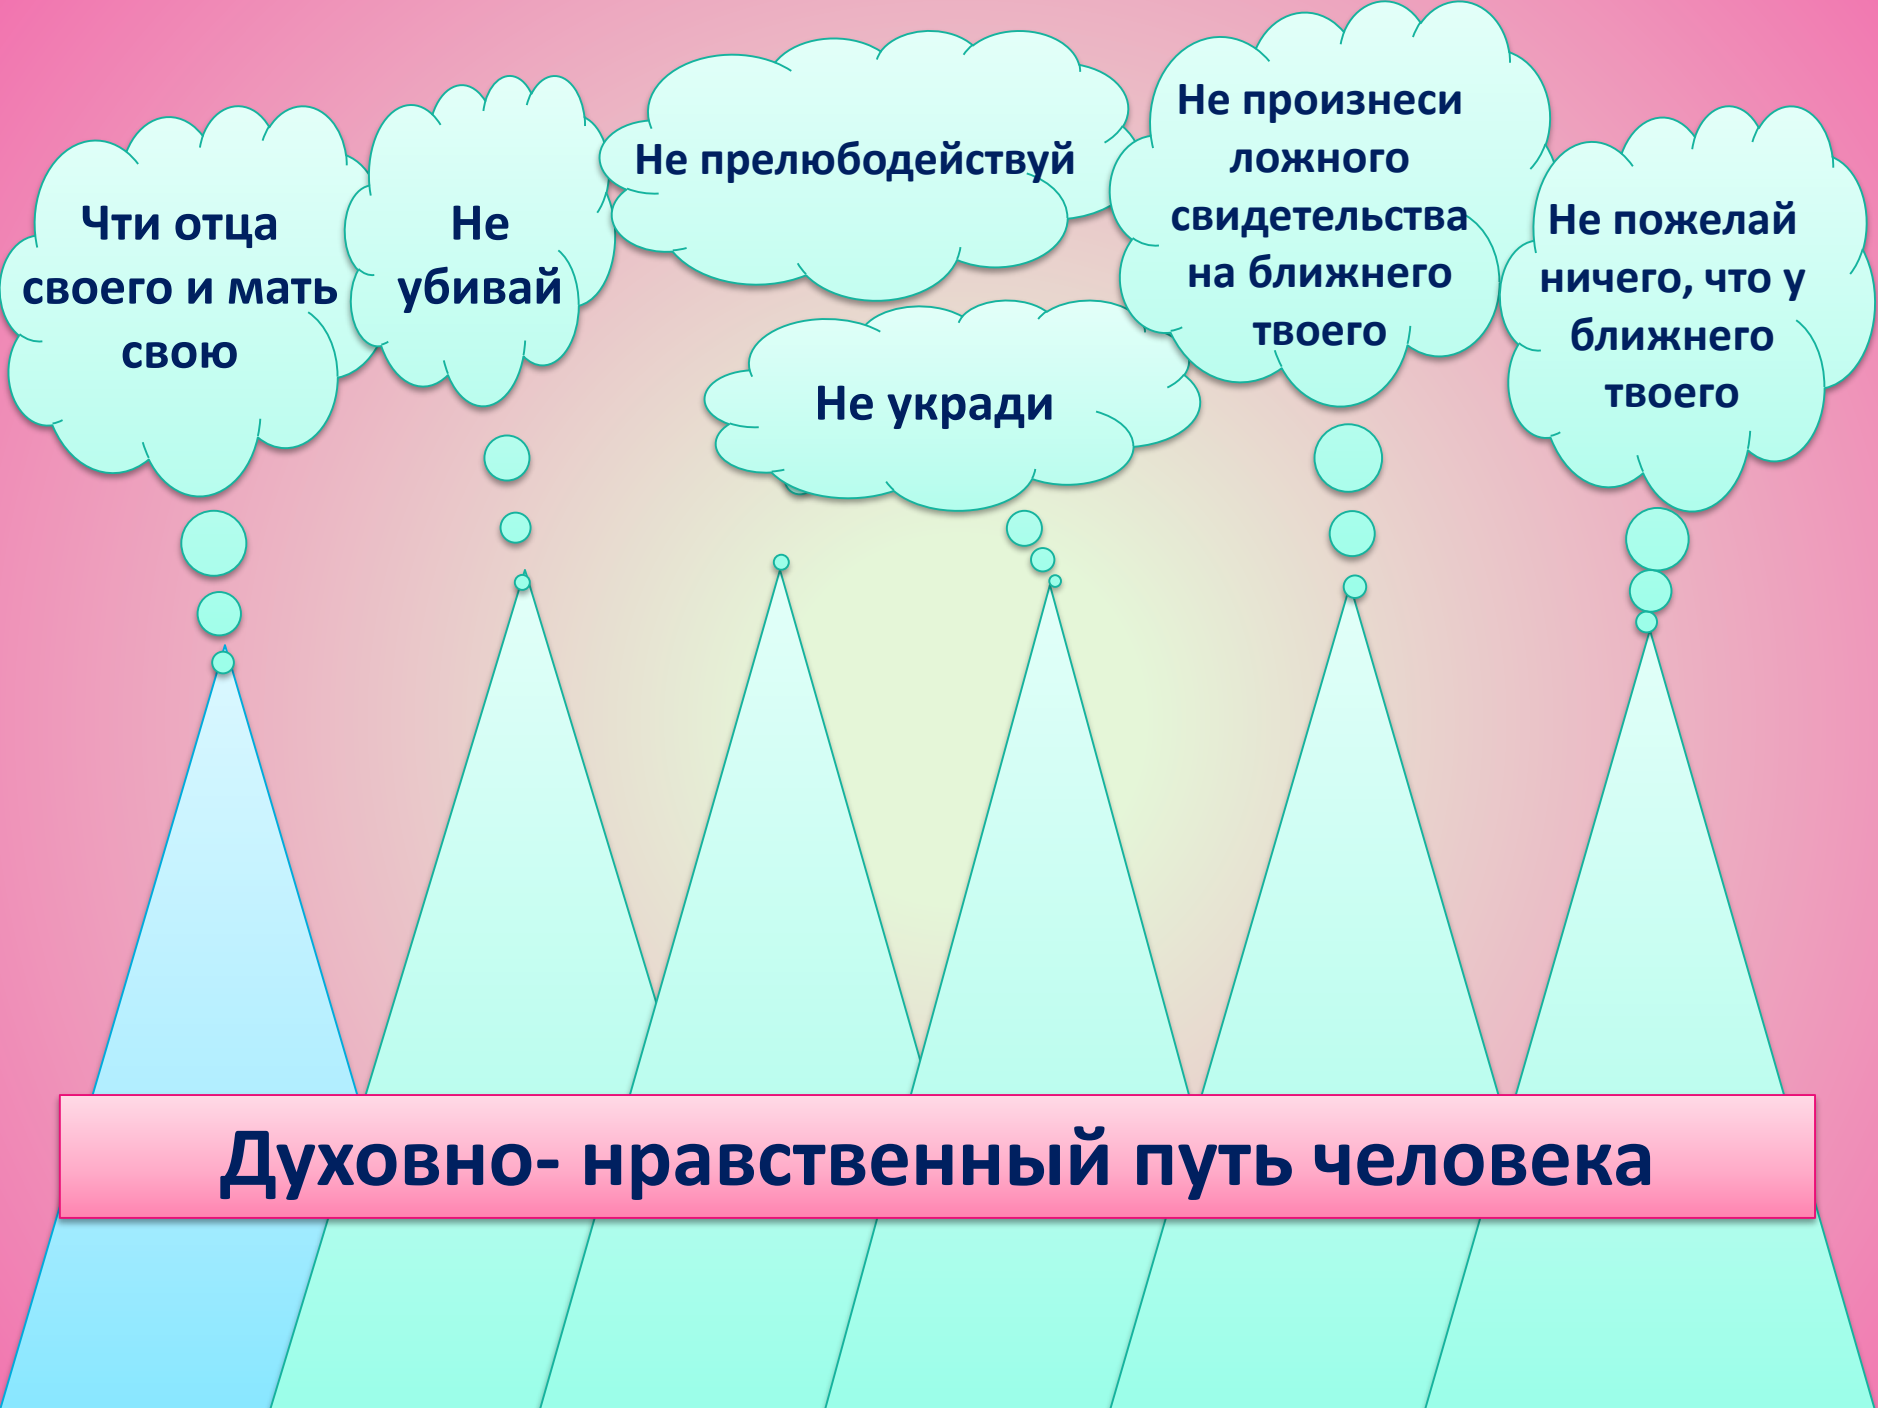 Чти отца
своего и мать
свою
Не
убивай
Не прелюбодействуй
Не укради
Не произнеси
ложного
свидетельства
на ближнего
твоего
Не пожелай
ничего, что у
ближнего
твоего
Духовно- нравственный путь человека